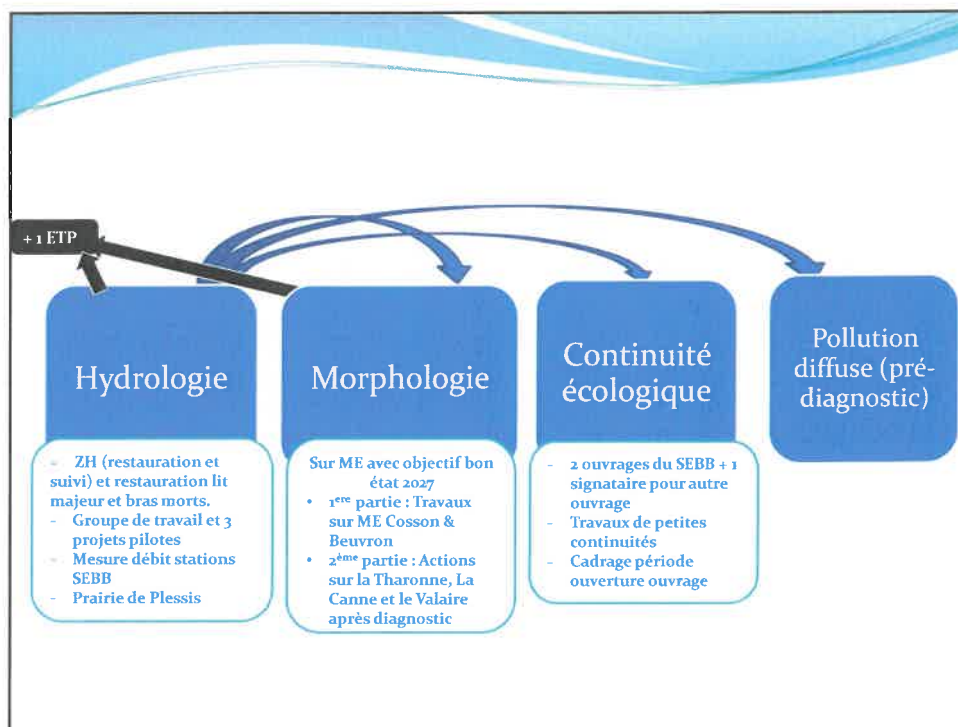 + 1 ETP
Hydrologie
- ZH (restauration et
suivi) et restauration lit
majeur et bras morts.
- Groupe de travail et 3
projets pilotes
- Mesure débit stations
SEBB
- Prairie de Plessis
Morphologie
Sur ME avec objectif bon
état 2027
• 1ere partie : Travaux
sur ME Cosson &
Beuvron
• 2ème partie : Actions
sur la Tharonne, La
Canne et le Valaire
après diagnostic
Continuité
écologique
- 2 ouvrages du SEBB + 1
signataire pour autre
ouvrage
- Travaux de petites
continuités
- Cadrage période
ouverture ouvrage
Pollution
diffuse (pré-
diagnostic)